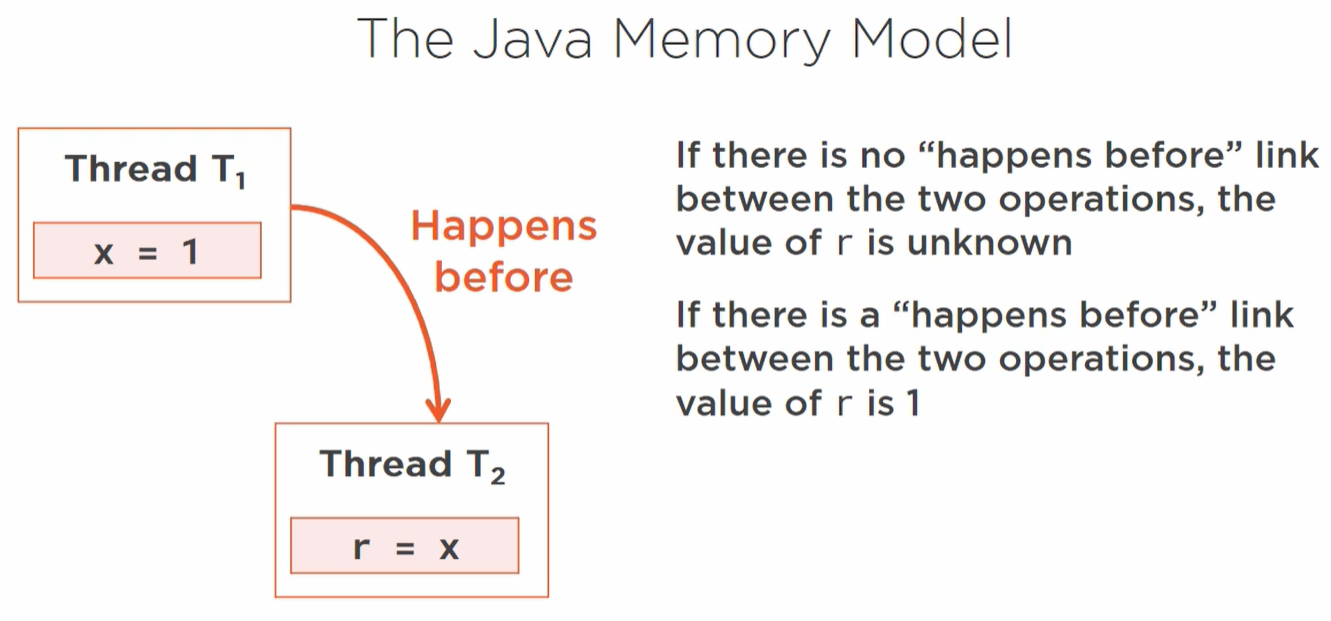 The Java Memory Model
Thread T₁
x = 1
Happens
before
Thread T₂
r = x
If there is no “happens before” link
between the two operations, the
value of r is unknown
If there is a “happens before” link
between the two operations, the
value of r is 1